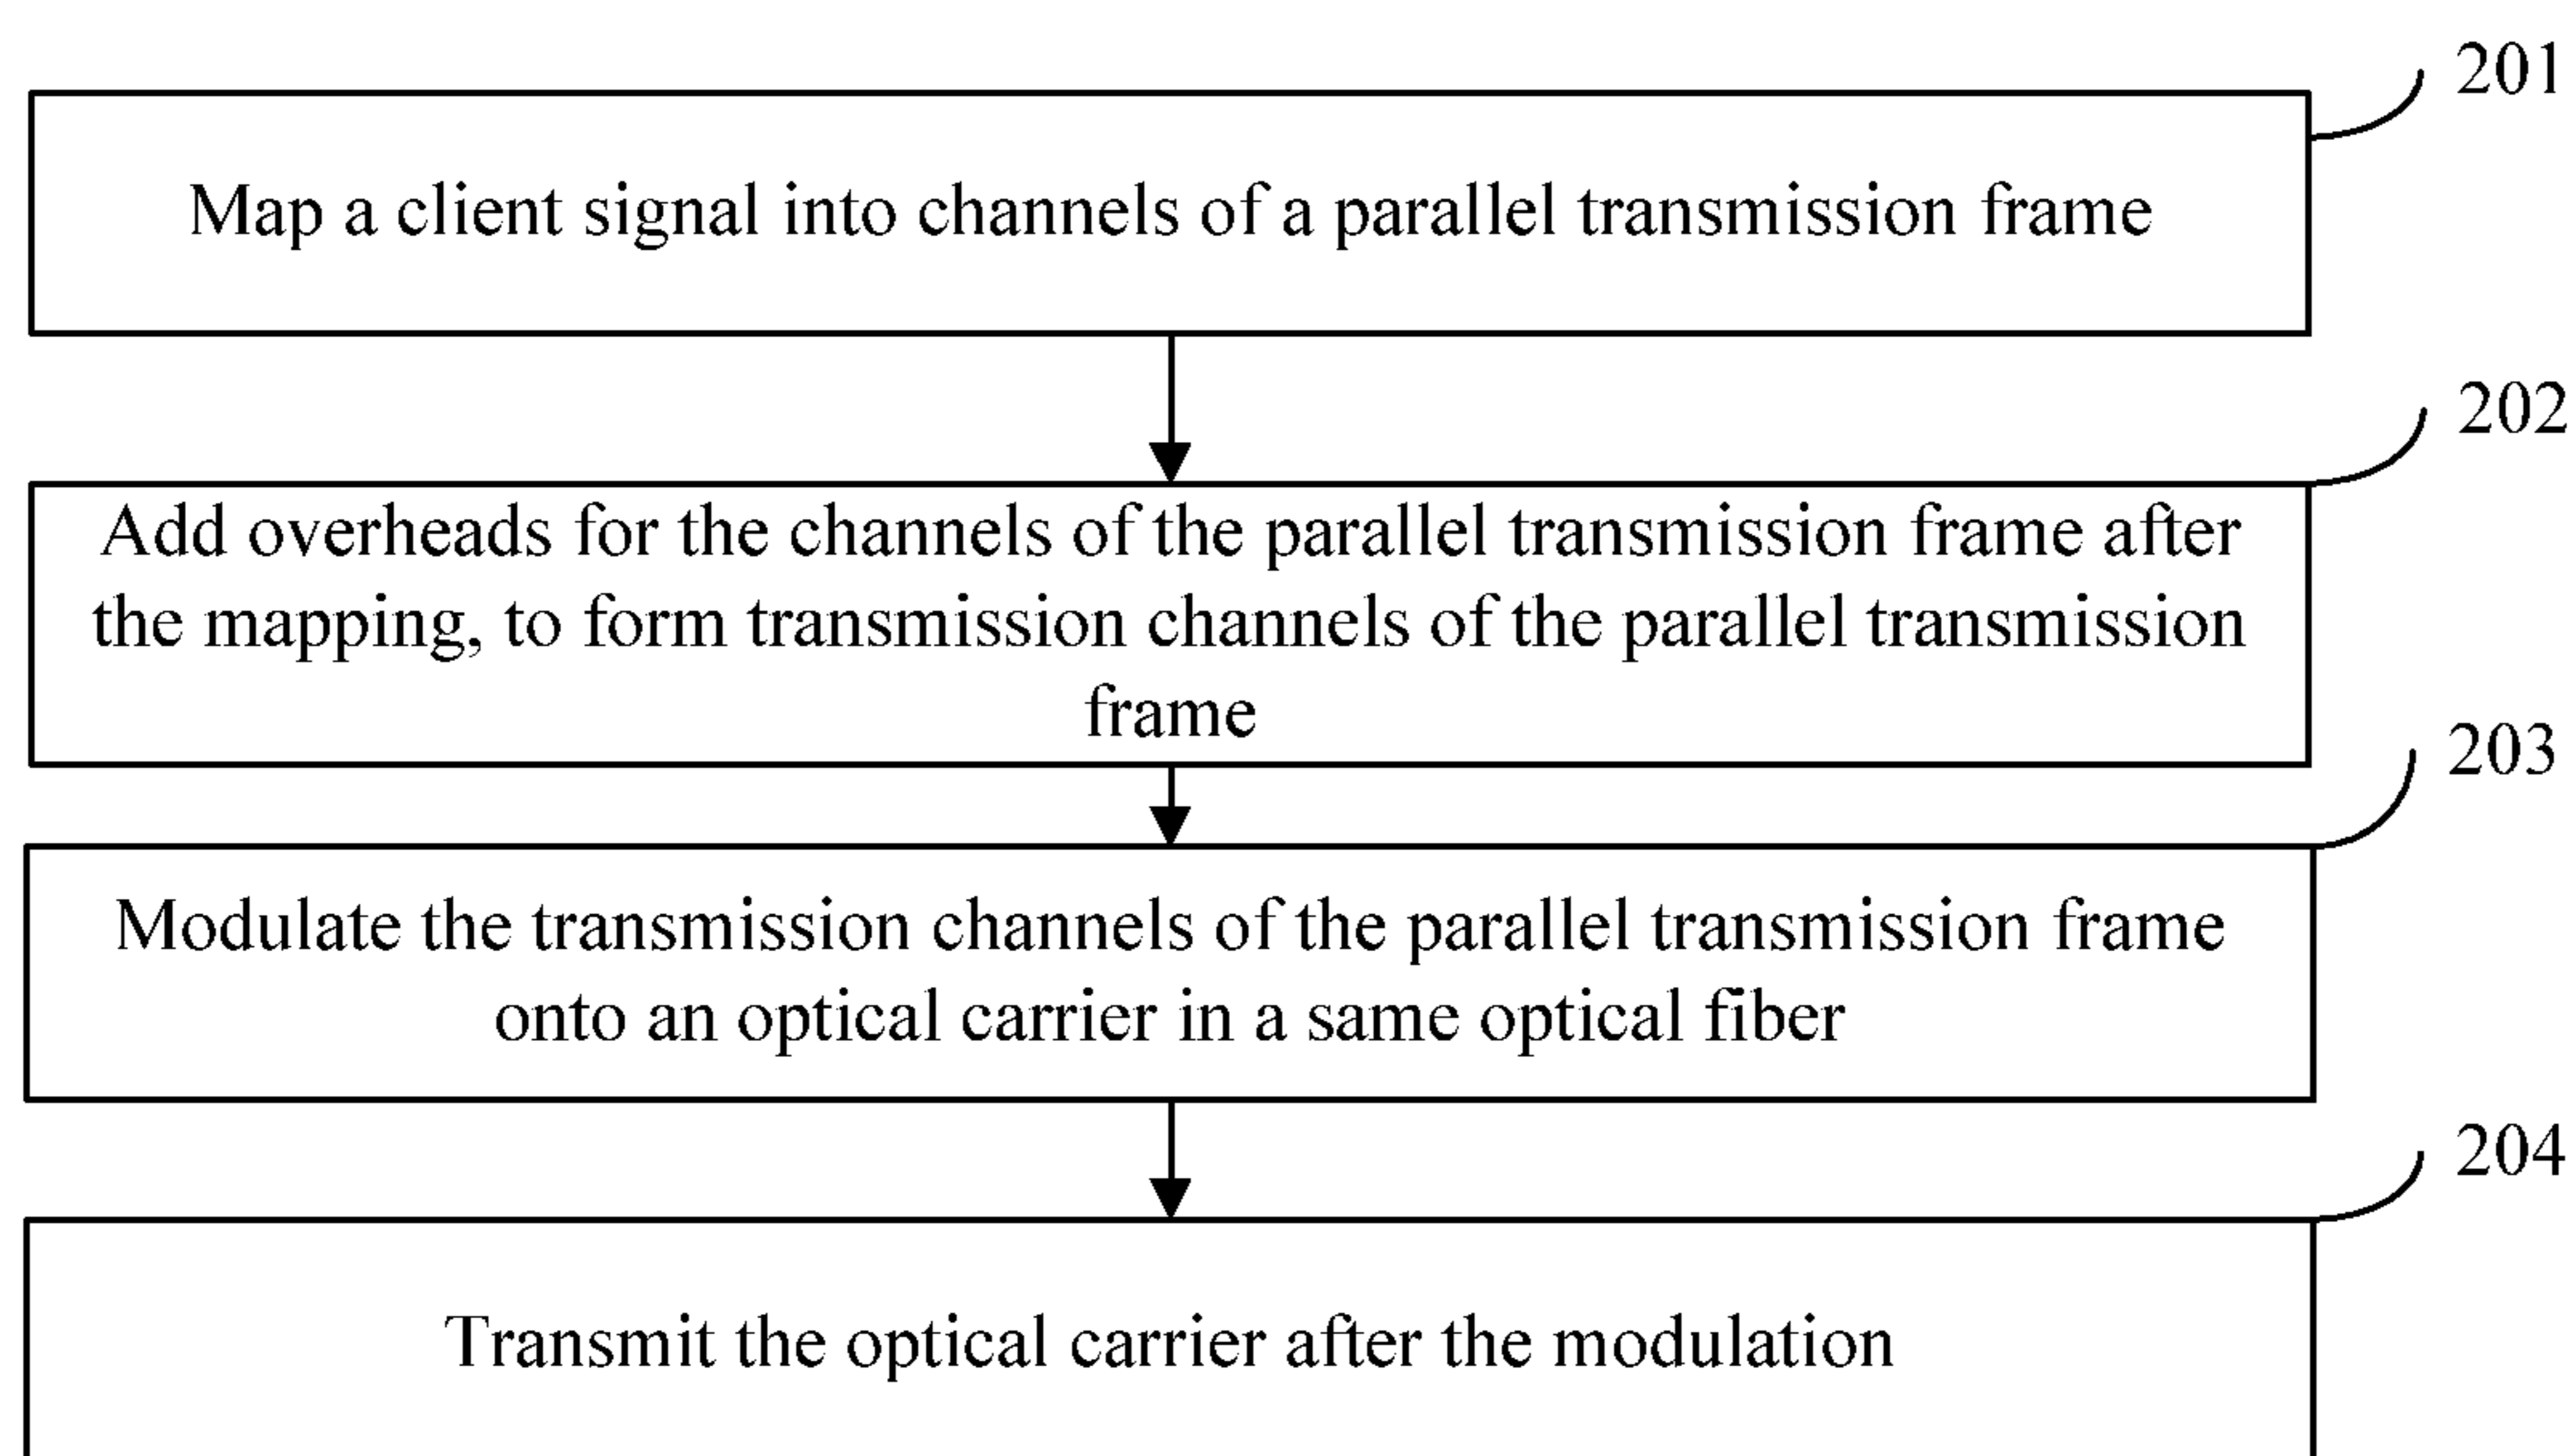 201
Map a client signal into channels of a parallel transmission frame
202
Add overheads for the channels of the parallel transmission frame after
the mapping, to form transmission channels of the parallel transmission
frame
203
Modulate the transmission channels of the parallel transmission frame
onto an optical carrier in a same optical fiber
204
Transmit the optical carrier after the modulation